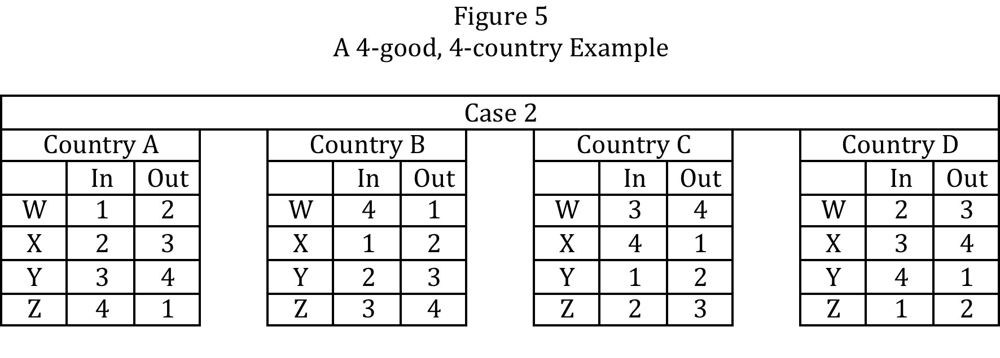 Figure 5
A 4-good, 4-country Example
Case 2
Country A Country B Country C Country D
In Out In Out In Out In Out
W 1 2 W 4 1 W 3 4 W 2 3
X 2 3 X 1 2 X 4 1 X 3 4
Y 3 4 Y 2 3 Y 1 2 Y 4 1
Z 4 1 Z 3 4 Z 2 3 Z 1 2